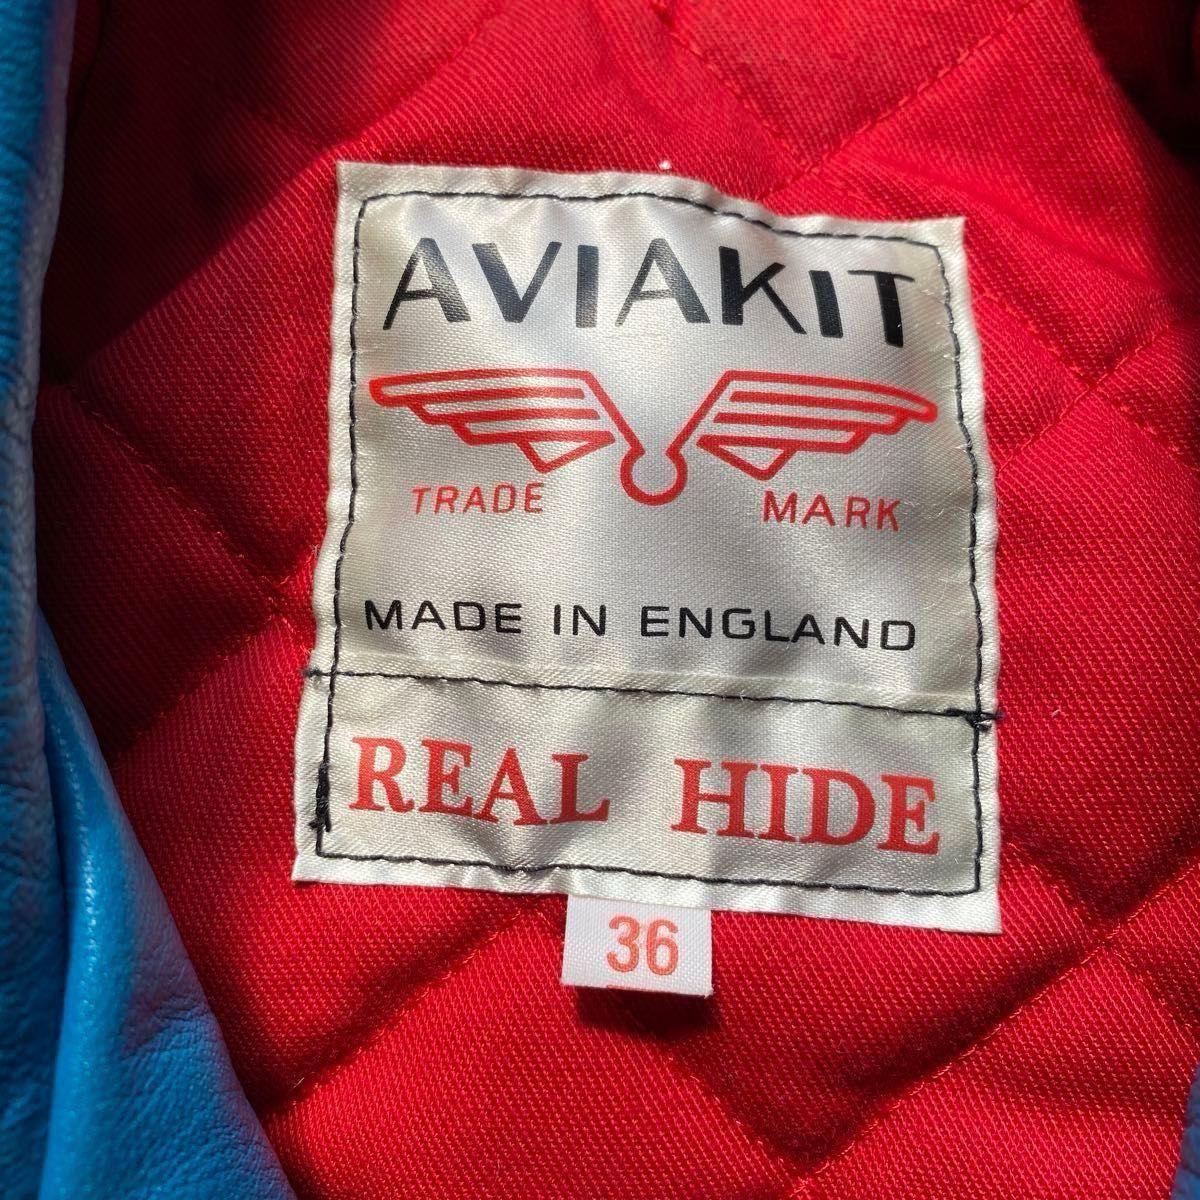 AVIAKIT
TRADE MARK
MADE IN ENGLAND
REAL HIDE
36